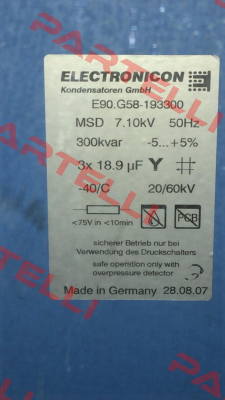 ELECTRONICON
Kondensatoren GmbH
E90.G58-193300
MSD 7.10kV 50Hz
300kvar -5...+5%
3x 18.9 µF Y
-40/C 20/60kV
<75V in <10min
PCB
sicherer Betrieb nur bei
Verwendung des Druckschalters
safe operation only with
overpressure detector
Made in Germany 28.08.07
PARTELLI